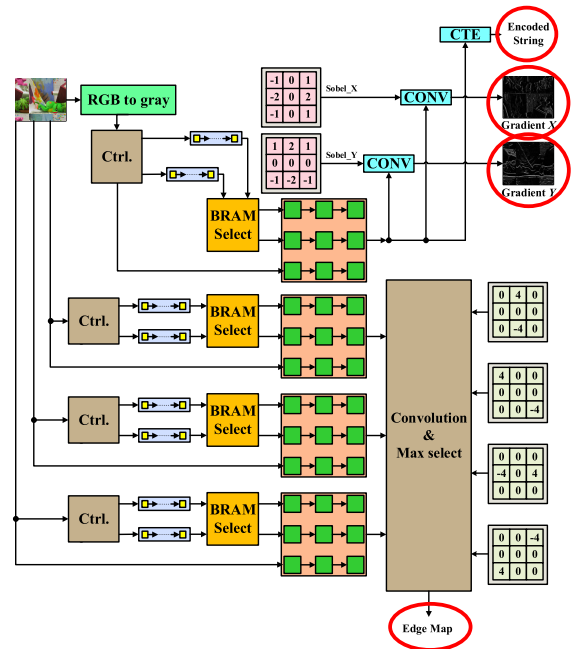 CTE
Encoded
String
RGB to gray
-1 0 1
-2 0 2
-1 0 1
Sobel_X
CONV
Gradient X
Ctrl.
1 2 1
0 0 0
-1 -2 -1
Sobel_Y
CONV
Gradient Y
BRAM
Select
Ctrl.
BRAM
Select
0 4 0
0 0 0
0 -4 0
Ctrl.
BRAM
Select
Convolution
&
Max select
4 0 0
0 0 0
0 0 -4
0 0 0
-4 0 4
0 0 0
Ctrl.
BRAM
Select
0 0 -4
0 0 0
4 0 0
Edge Map